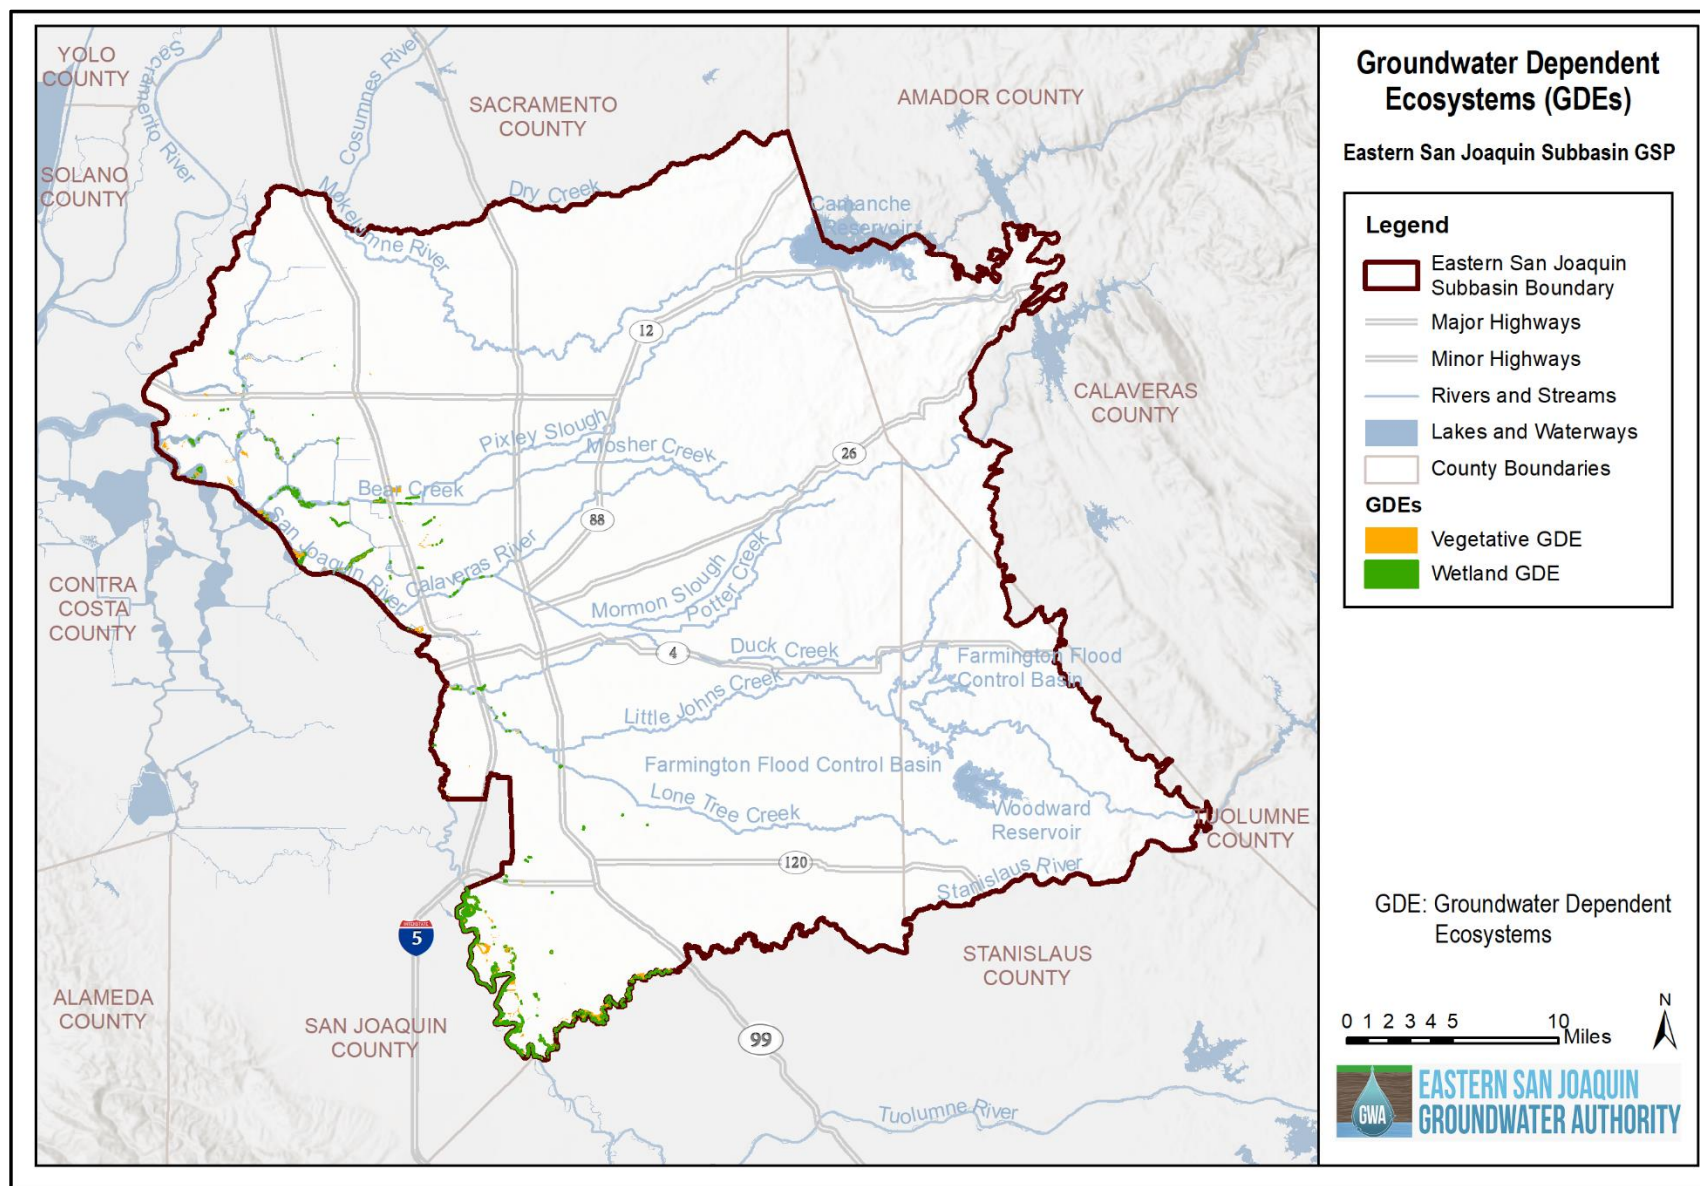 YOLO
COUNTY
Sacramento River
SOLANO
COUNTY
Cosumnes River
SACRAMENTO
COUNTY
AMADOR COUNTY
Mokelumne River
Dry Creek
Camanche
Reservoir
12
CALAVERAS
COUNTY
Pixley Slough
Mosher Creek
26
Bear Creek
88
San Joaquin River
Calaveras River
CONTRA
COSTA
COUNTY
Mormon Slough
Potter Creek
Duck Creek
4
Farmington Flood
Control Basin
Little Johns Creek
Farmington Flood Control Basin
Lone Tree Creek
Woodward
Reservoir
TUOLUMNE
COUNTY
120
Stanislaus River
INTERSTATE
5
STANISLAUS
COUNTY
ALAMEDA
COUNTY
SAN JOAQUIN
COUNTY
99
Tuolumne River
Groundwater Dependent
Ecosystems (GDEs)
Eastern San Joaquin Subbasin GSP
Legend
Eastern San Joaquin
Subbasin Boundary
Major Highways
Minor Highways
Rivers and Streams
Lakes and Waterways
County Boundaries
GDEs
Vegetative GDE
Wetland GDE
GDE: Groundwater Dependent
Ecosystems
N
0 1 2 3 4 5 10
Miles
GWA
EASTERN SAN JOAQUIN
GROUNDWATER AUTHORITY